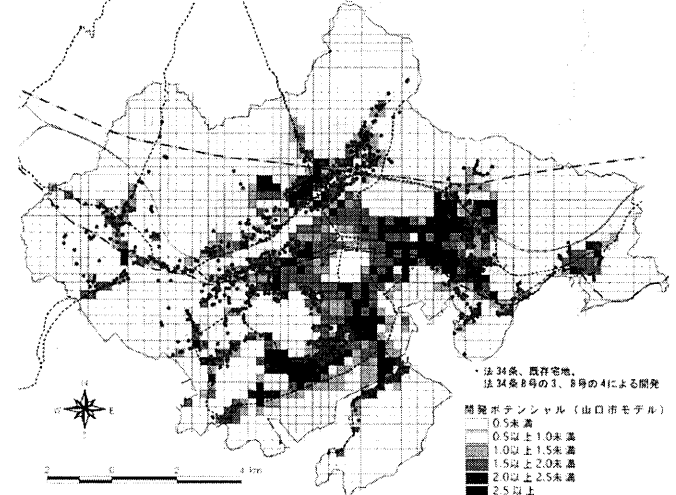 ・法34条、既存宅地。
法34条8号の3、8号の4による開発
N
W E
S
2 0 2 4 km
開発ポテンシャル（山口市モデル）
0.5未満
0.5以上1.0未満
1.0以上1.5未満
1.5以上2.0未満
2.0以上2.5未満
2.5以上